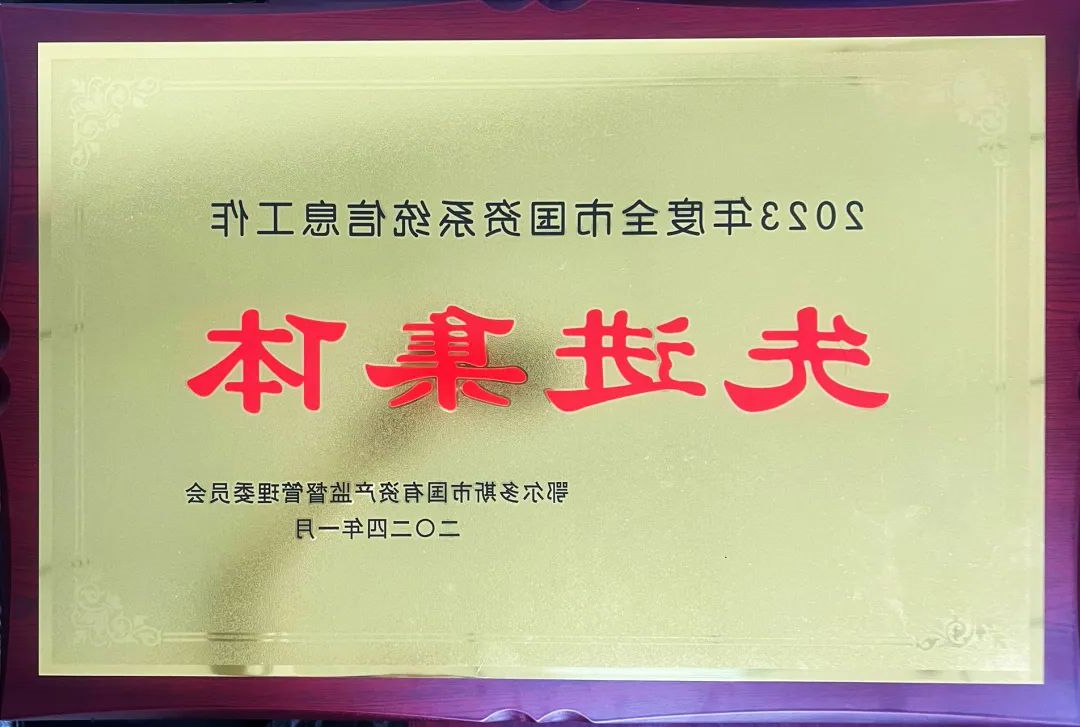 2023年度全市国资系统信息工作
先进集体
鄂尔多斯市国有资产监督管理委员会
二〇二四年一月